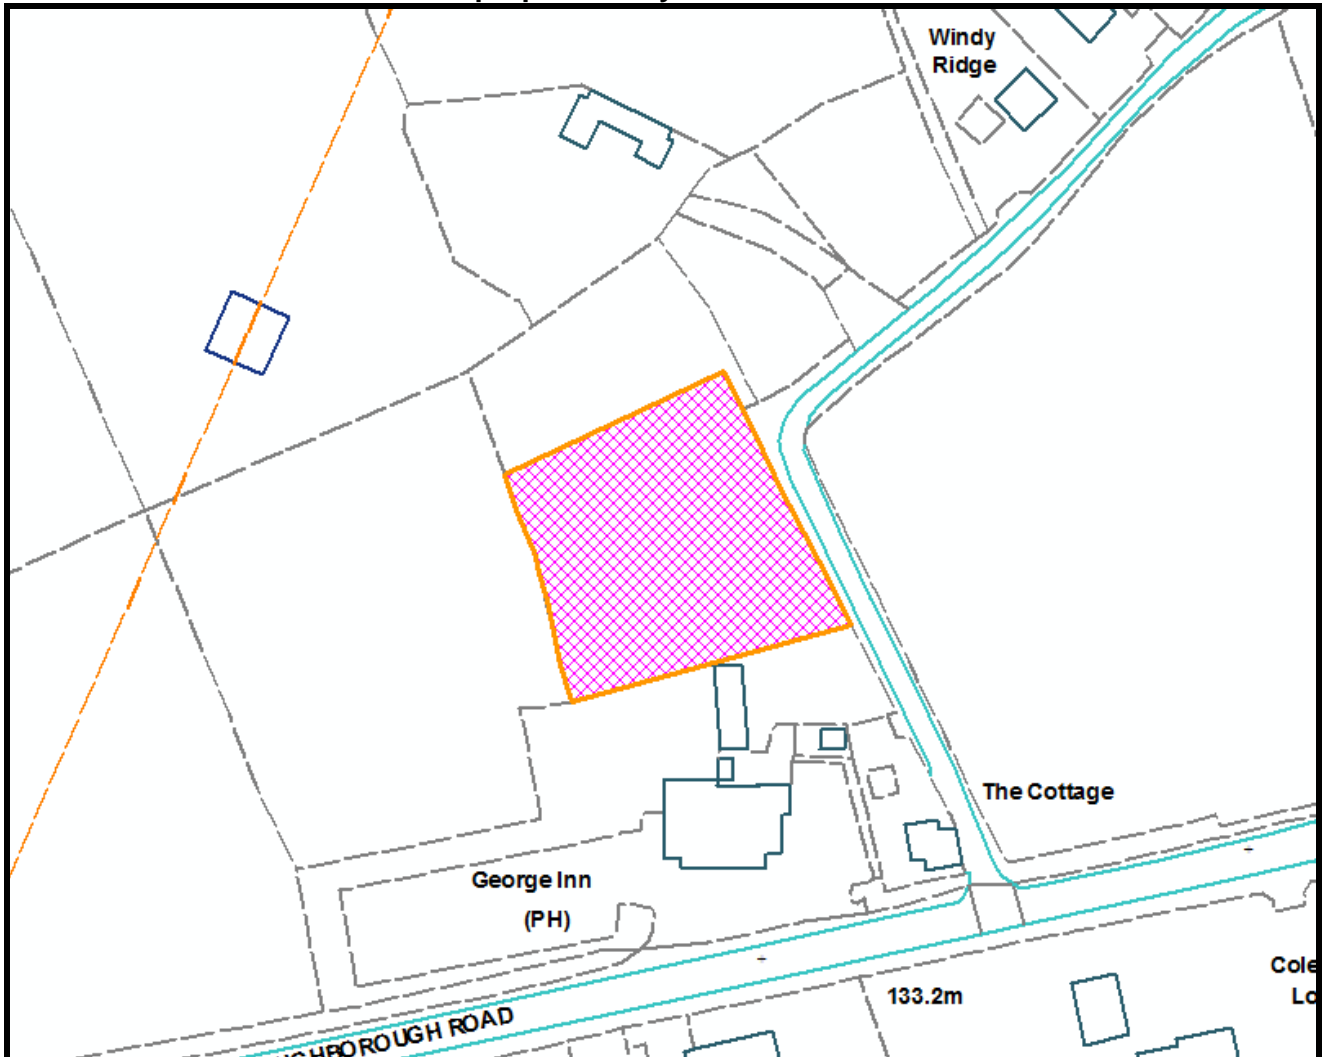 Windy
Ridge
The Cottage
George Inn
(PH)
133.2m
ROAD